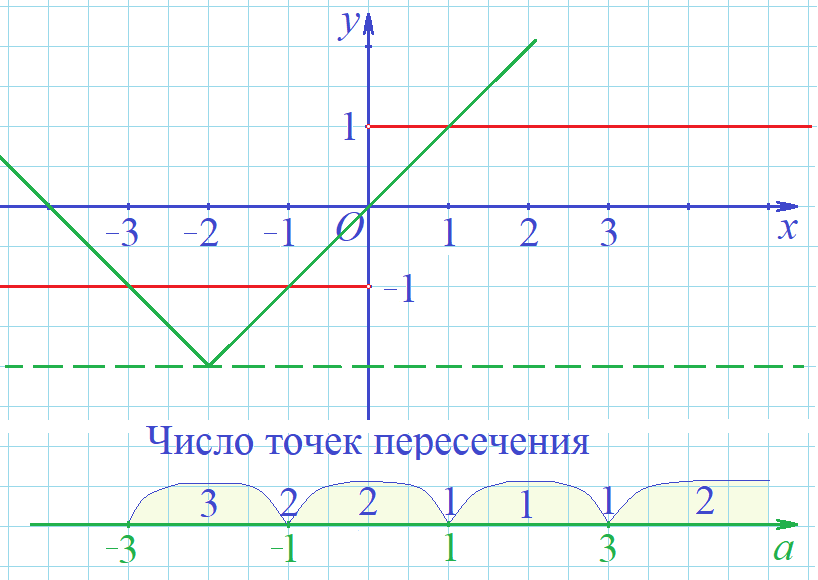 y
1
-3 -2 -1 O 1 2 3 x
-1
Число точек пересечения
3 2 2 1 1 1 2
-3 -1 1 3 a